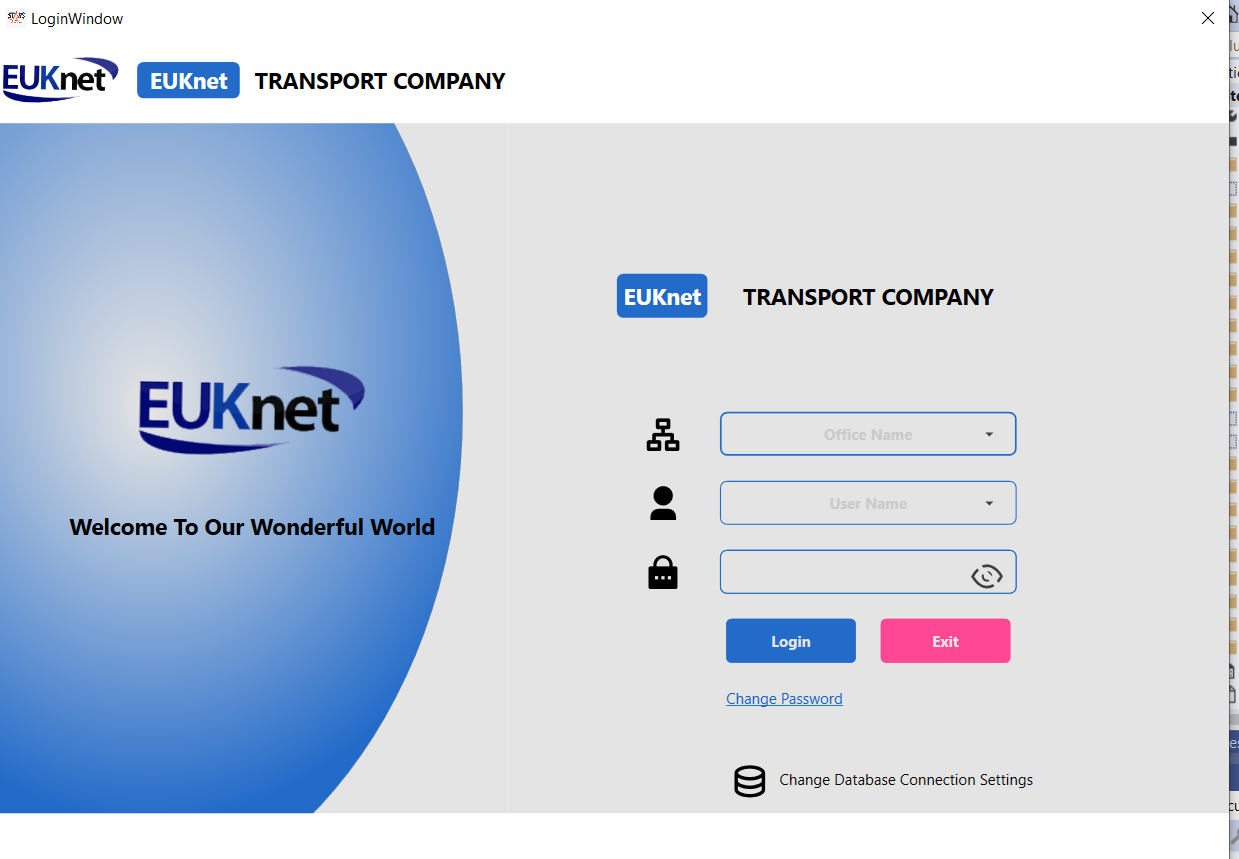 LoginWindow
EUKnet EUKnet TRANSPORT COMPANY
EUKnet TRANSPORT COMPANY
EUKnet
Welcome To Our Wonderful World
Office Name
User Name
Login Exit
Change Password
Change Database Connection Settings